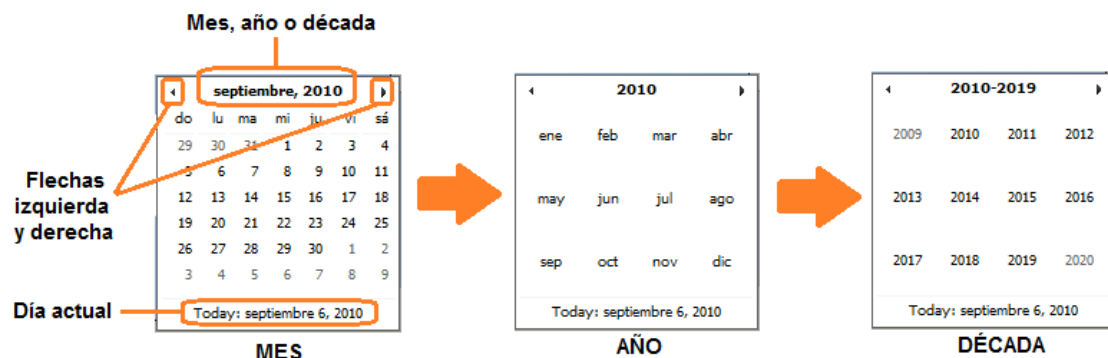 Mes, año o década
septiembre, 2010
do lu ma mi ju vi sá
29 30 31 1 2 3 4
5 6 7 8 9 10 11
12 13 14 15 16 17 18
19 20 21 22 23 24 25
26 27 28 29 30 1 2
3 4 5 6 7 8 9
Today: septiembre 6, 2010
MES
Flechas
izquierda
y derecha
Día actual
2010
ene feb mar abr
may jun jul ago
sep oct nov dic
Today: septiembre 6, 2010
AÑO
2010-2019
2009 2010 2011 2012
2013 2014 2015 2016
2017 2018 2019 2020
Today: septiembre 6, 2010
DÉCADA